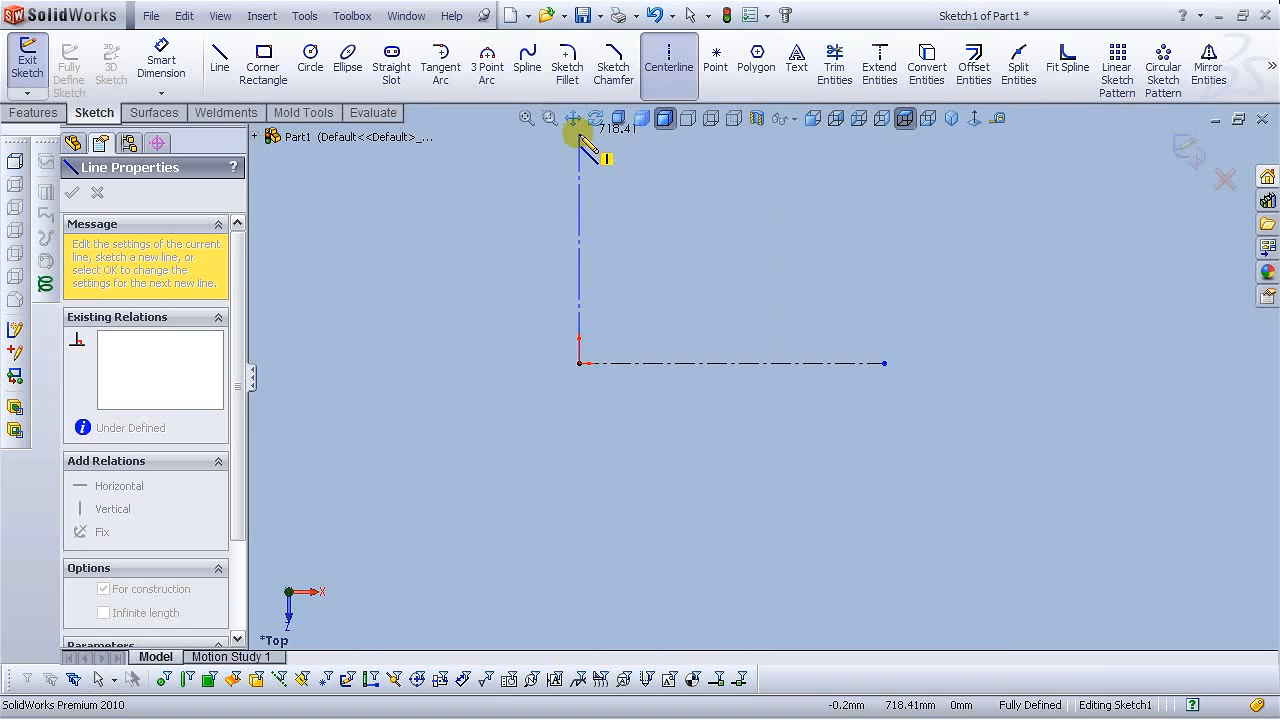 SolidWorks File Edit View Insert Tools Toolbox Window Help Sketch1 of Part1 *
Exit Sketch
Fully Define Sketch
3D Sketch
Smart Dimension
Line
Corner Rectangle
Circle
Ellipse
Straight Slot
Tangent Arc
3 Point Arc
Spline
Sketch Fillet
Sketch Chamfer
Centerline
Point
Polygon
Text
Trim Entities
Extend Entities
Convert Entities
Offset Entities
Split Entities
Fit Spline
Linear Sketch Pattern
Circular Sketch Pattern
Mirror Entities
Features Sketch Surfaces Weldments Mold Tools Evaluate
718.41
Part1 (Default<<Default>_...
Line Properties ?
Message
Edit the settings of the current
line, sketch a new line, or
select OK to change the
settings for the next new line.
Existing Relations
Under Defined
Add Relations
Horizontal
Vertical
Fix
Options
For construction
Infinite length
Parameters
X
Z
*Top
Model Motion Study 1
SolidWorks Premium 2010 -0.2mm 718.41mm 0mm Fully Defined Editing Sketch1